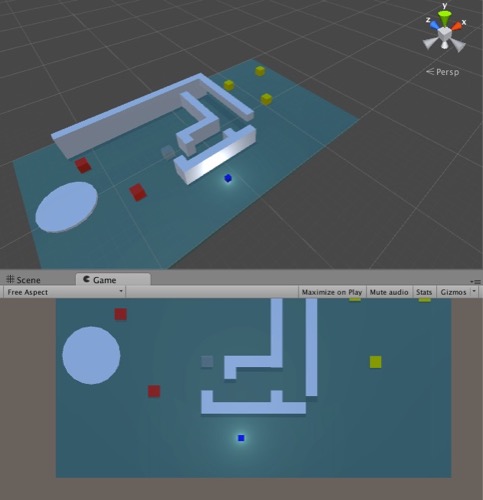 y
z
x
Persp
Scene
Game
Free Aspect
Maximize on Play Mute audio Stats Gizmos